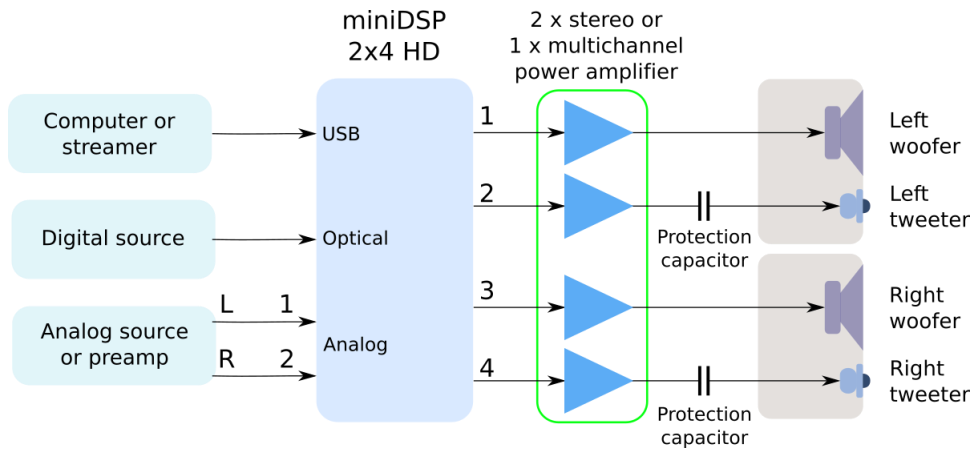 miniDSP
2x4 HD
2 x stereo or
1 x multichannel
power amplifier
Computer or
streamer
USB
Digital source
Optical
Analog source
or preamp
L 1
R 2
Analog
1
2
3
4
Protection
capacitor
Protection
capacitor
Left
woofer
Left
tweeter
Right
woofer
Right
tweeter